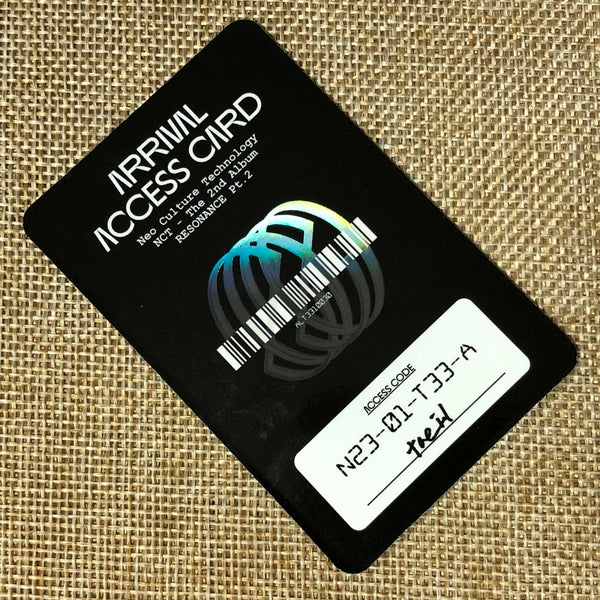 ARRIVAL
ACCESS CARD
Neo Culture Technology
NCT - The 2nd Album
RESONANCE Pt.2
ALT3310030
ACCESS CODE
N23-01-T33-A
taeil